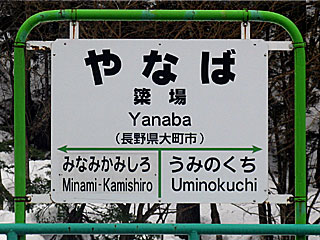 やなば
簗場
Yanaba
(長野県大町市)
みなみかみしろ うみのくち
Minami-Kamishiro Uminokuchi